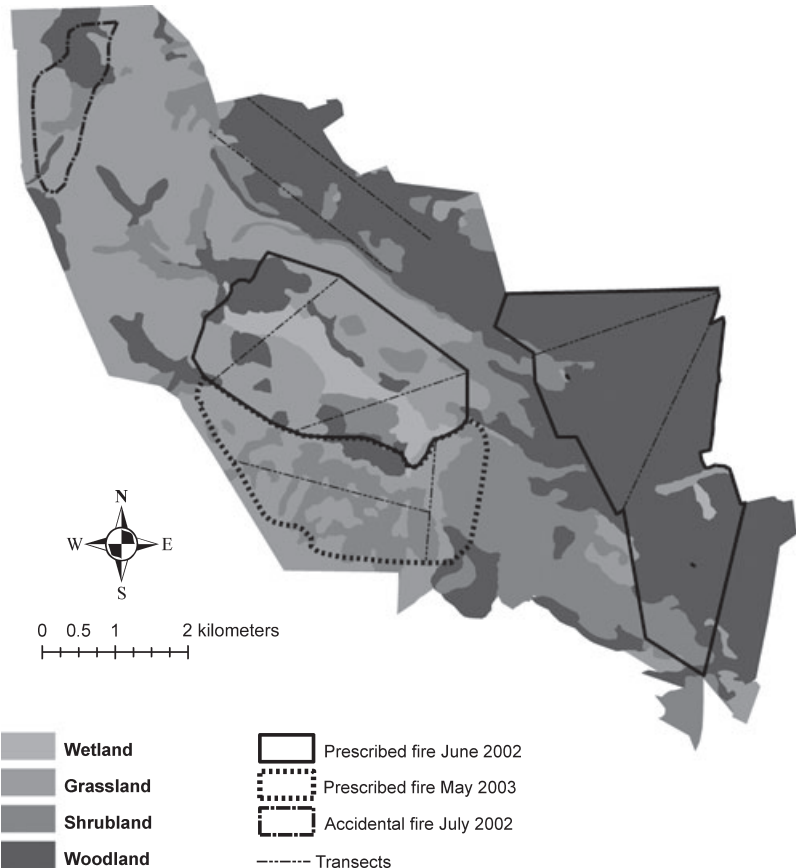 N
W E
S
0 0.5 1 2 kilometers
Wetland
Grassland
Shrubland
Woodland
Prescribed fire June 2002
Prescribed fire May 2003
Accidental fire July 2002
Transects